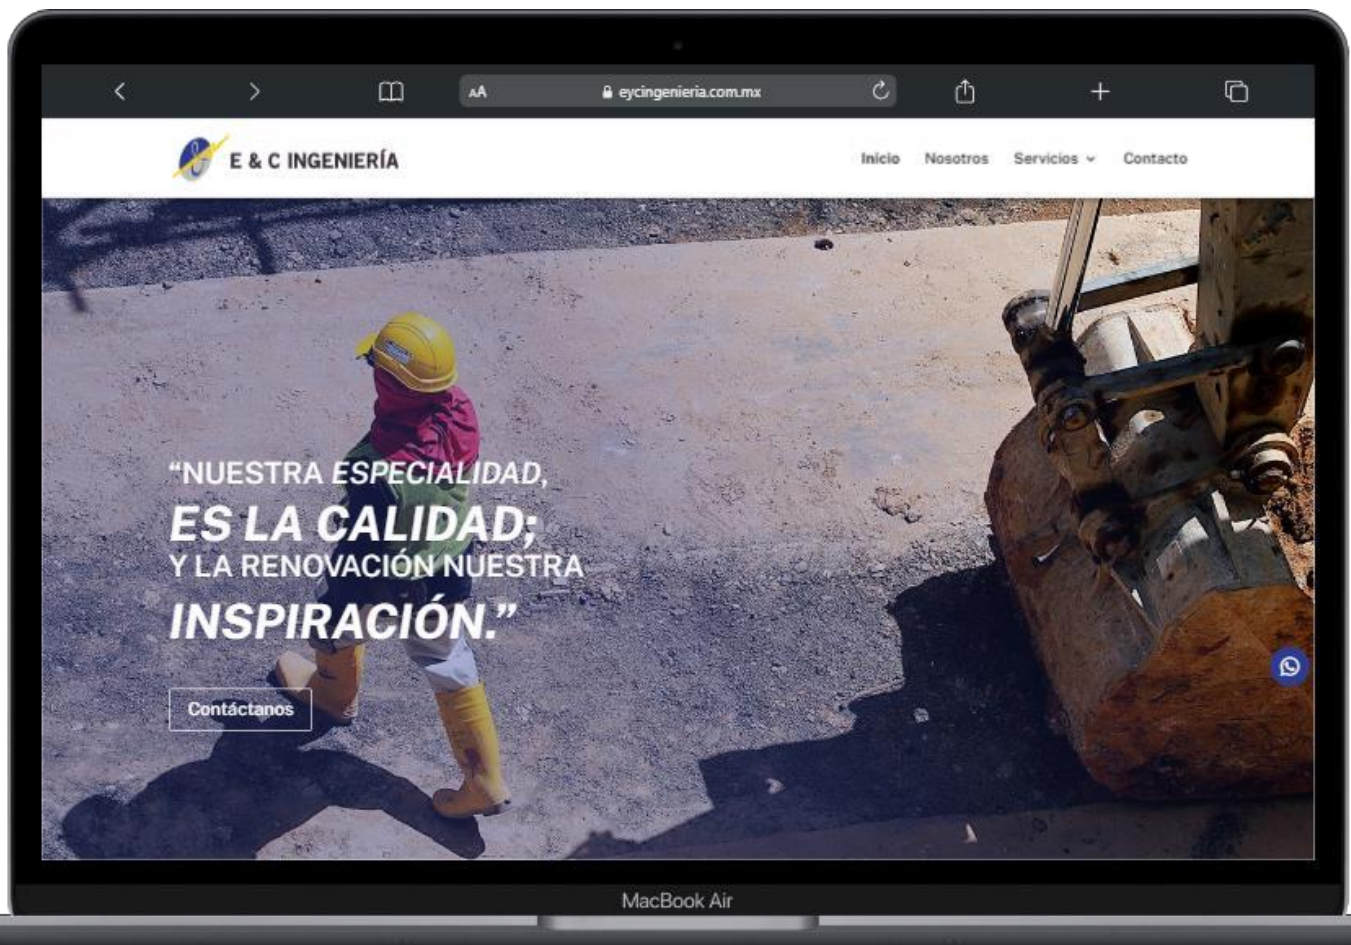 AA
eycingenieria.com.mx
E & C INGENIERÍA
Inicio
Nosotros
Servicios
Contacto
“NUESTRA ESPECIALIDAD,
ES LA CALIDAD;
Y LA RENOVACIÓN NUESTRA
INSPIRACIÓN.”
Contáctanos
MacBook Air